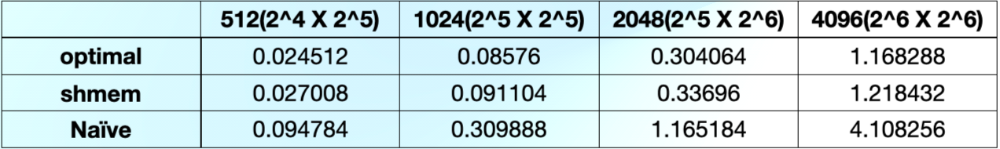 512(2^4 X 2^5) 1024(2^5 X 2^5) 2048(2^5 X 2^6) 4096(2^6 X 2^6)
optimal 0.024512 0.08576 0.304064 1.168288
shmem 0.027008 0.091104 0.33696 1.218432
Naïve 0.094784 0.309888 1.165184 4.108256